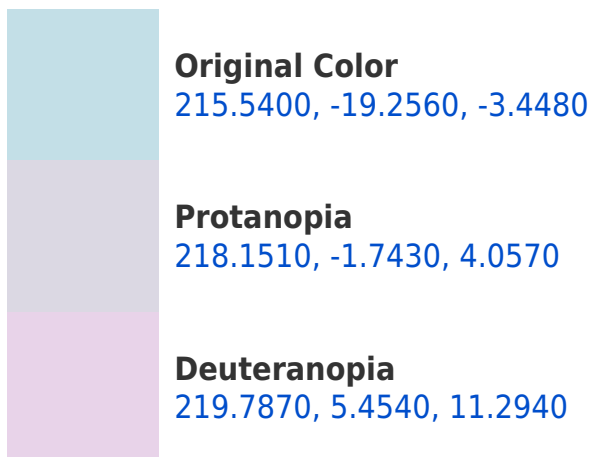 Original Color
215.5400, -19.2560, -3.4480
Protanopia
218.1510, -1.7430, 4.0570
Deuteranopia
219.7870, 5.4540, 11.2940